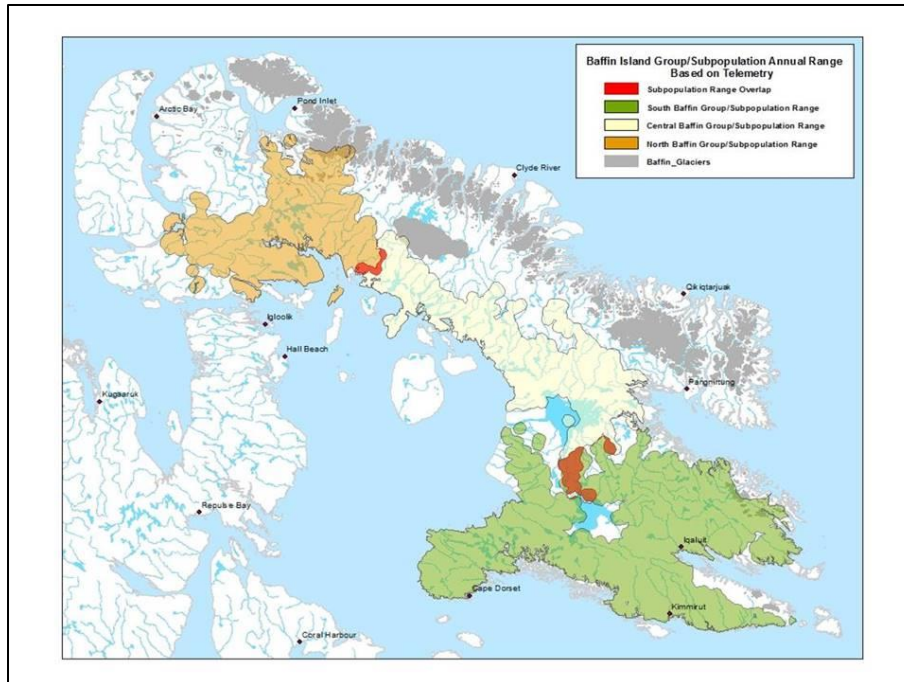 Baffin Island Group/Subpopulation Annual Range
Based on Telemetry
Subpopulation Range Overlap
South Baffin Group/Subpopulation Range
Central Baffin Group/Subpopulation Range
North Baffin Group/Subpopulation Range
Baffin_Glaciers
Pond Inlet
Arctic Bay
Clyde River
Qikiqtarjuak
Igloolik
Hall Beach
Pangnirtung
Kugaaruk
Repulse Bay
Iqaluit
Cape Dorset
Kimmirut
Coral Harbour